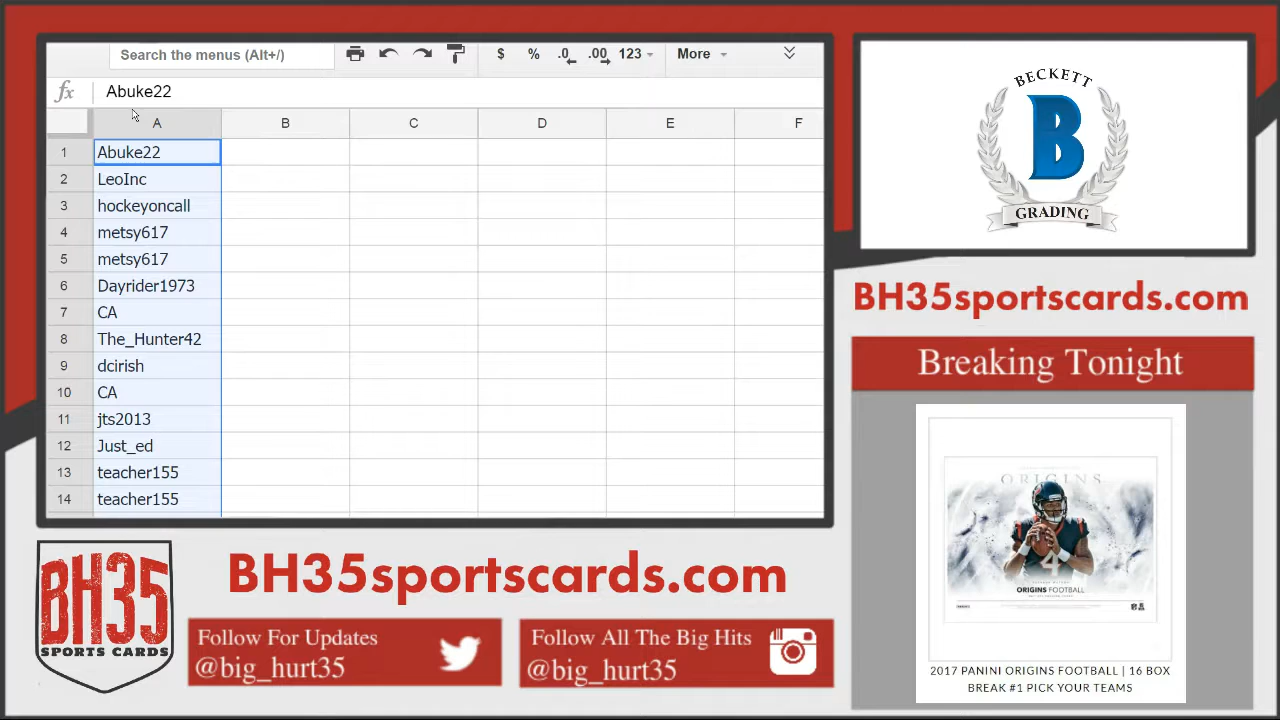 Search the menus (Alt+/)
$ % .0 .00 123 More
fx Abuke22
A B C D E F
1 Abuke22
2 LeoInc
3 hockeyoncall
4 metsy617
5 metsy617
6 Dayrider1973
7 CA
8 The_Hunter42
9 dcirish
10 CA
11 jts2013
12 Just_ed
13 teacher155
14 teacher155
BECKETT
B
GRADING
BH35sportscards.com
Breaking Tonight
ORIGINS
4
ORIGINS FOOTBALL
2017 PANINI ORIGINS FOOTBALL | 16 BOX
BREAK #1 PICK YOUR TEAMS
BH35
SPORTS CARDS
BH35sportscards.com
Follow For Updates
@big_hurt35
Follow All The Big Hits
@big_hurt35